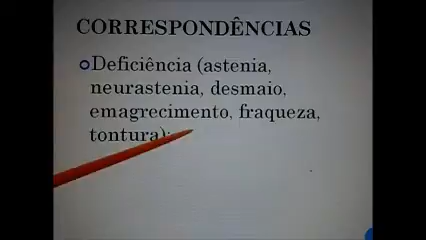 CORRESPONDÊNCIAS
Deficiência (astenia,
neurastenia, desmaio,
emagrecimento, fraqueza,
tontura);